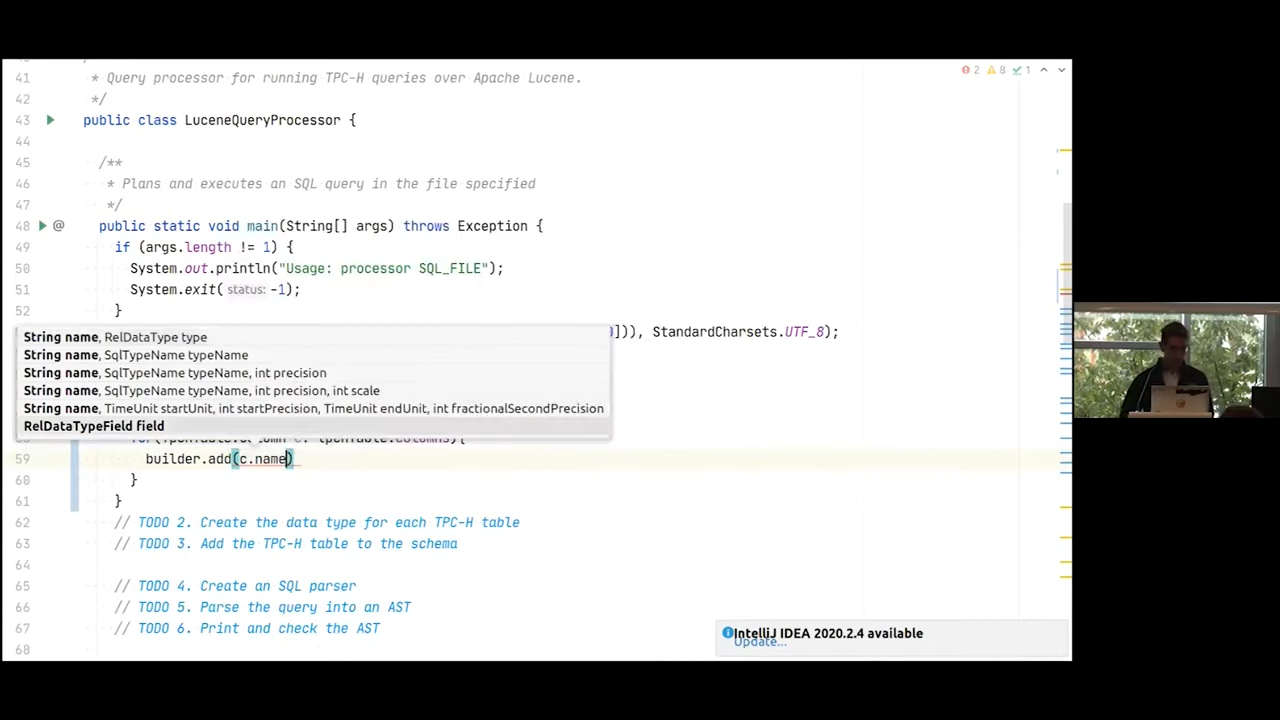 41 * Query processor for running TPC-H queries over Apache Lucene.
2 8 1
42 */
43 public class LuceneQueryProcessor {
44
45 /**
46 * Plans and executes an SQL query in the file specified
47 */
48 @ public static void main(String[] args) throws Exception {
49 if (args.length != 1) {
50 System.out.println("Usage: processor SQL_FILE");
51 System.exit( status: -1);
52 }
])), StandardCharsets.UTF_8);
String name, RelDataType type
String name, SqlTypeName typeName
String name, SqlTypeName typeName, int precision
String name, SqlTypeName typeName, int precision, int scale
String name, TimeUnit startUnit, int startPrecision, TimeUnit endUnit, int fractionalSecondPrecision
RelDataTypeField field
59 builder.add(c.name)
60 }
61 }
62 // TODO 2. Create the data type for each TPC-H table
63 // TODO 3. Add the TPC-H table to the schema
64
65 // TODO 4. Create an SQL parser
66 // TODO 5. Parse the query into an AST
67 // TODO 6. Print and check the AST
68
IntelliJ IDEA 2020.2.4 available
Update...